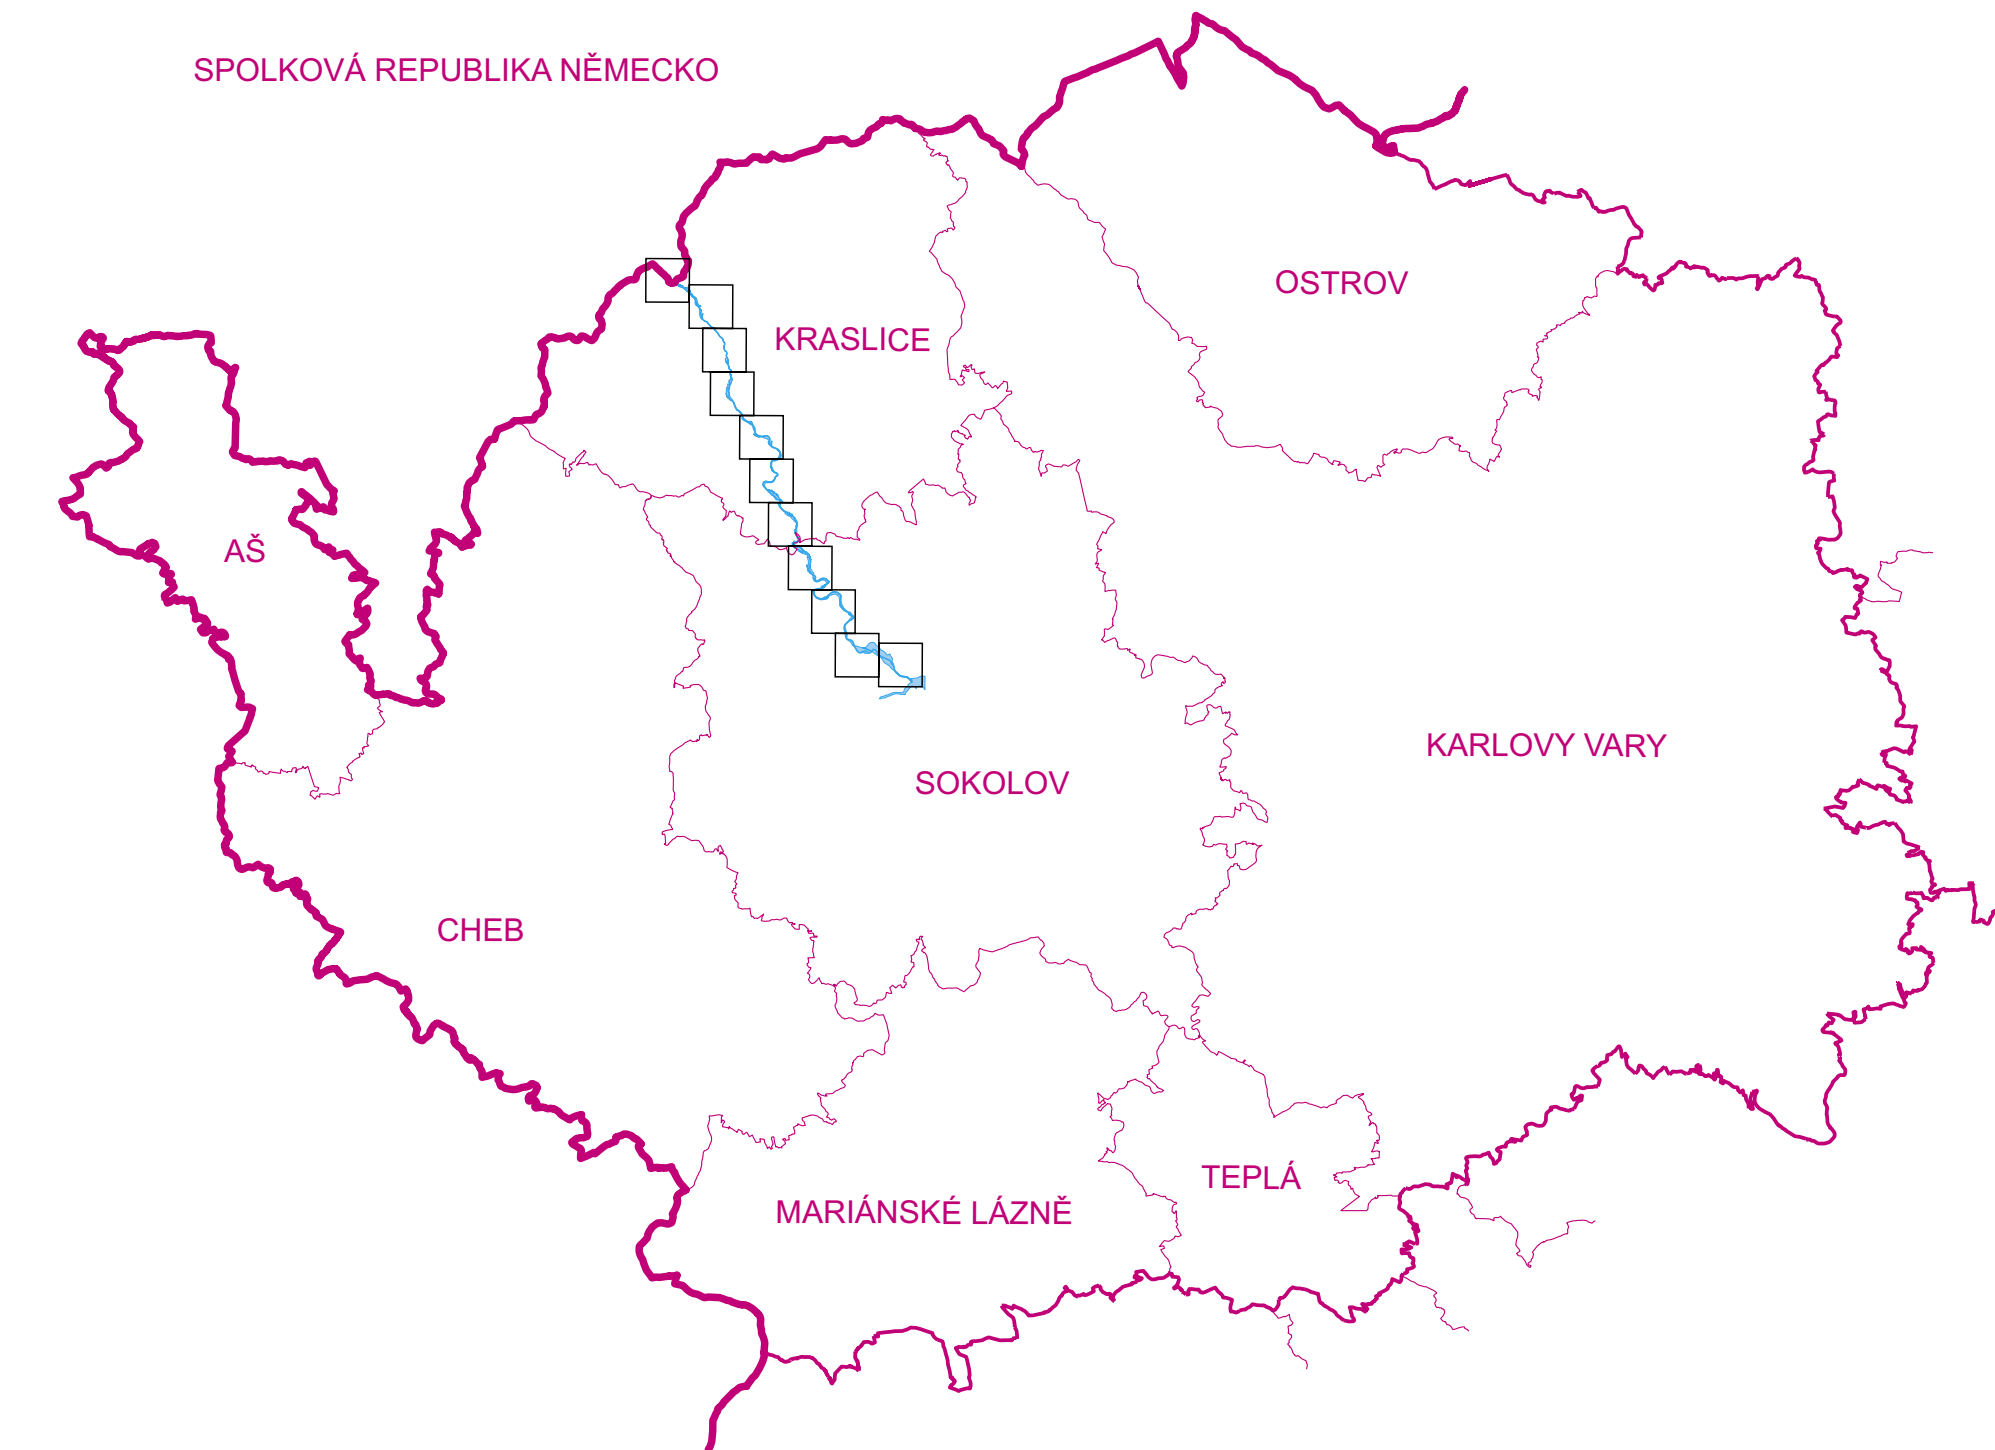 SPOLKOVÁ REPUBLIKA NĚMECKO
OSTROV
KRASLICE
AŠ
KARLOVY VARY
SOKOLOV
CHEB
TEPLÁ
MARIÁNSKÉ LÁZNĚ